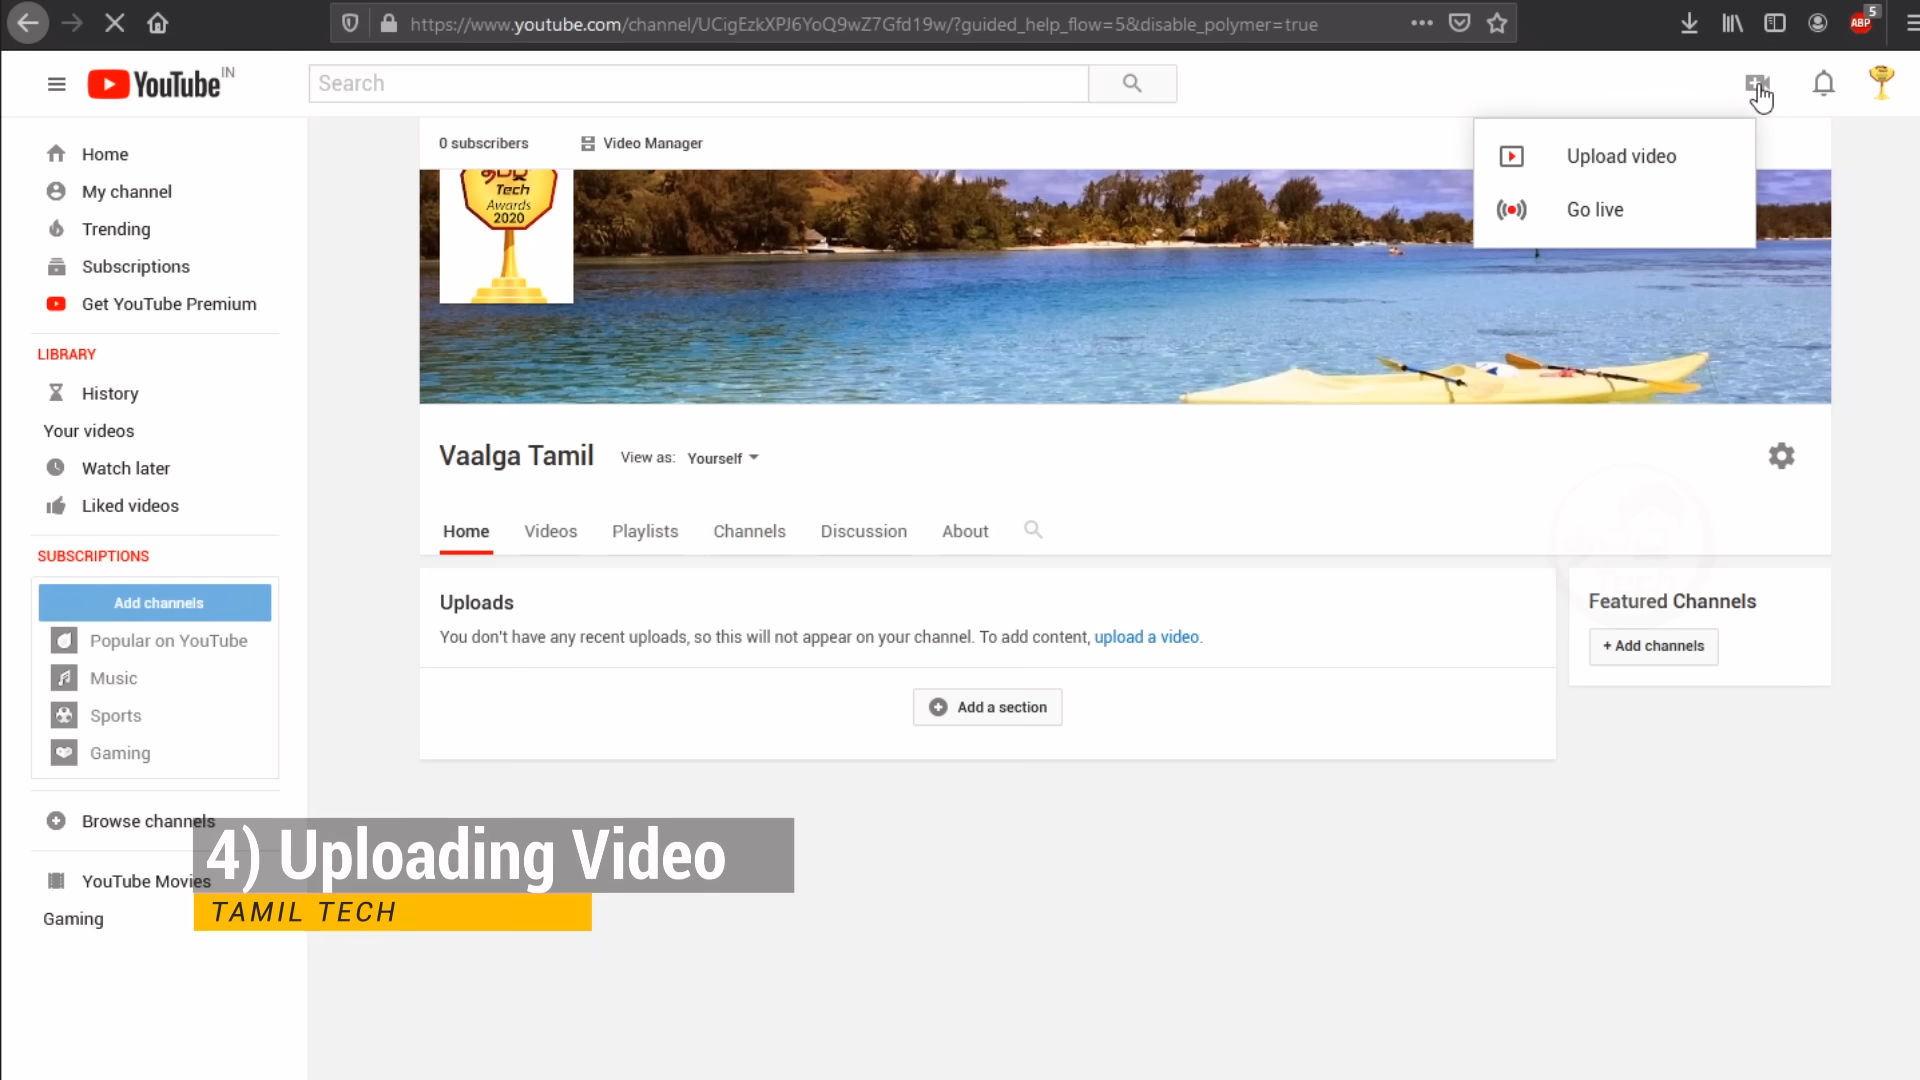 https://www.youtube.com/channel/UCigEzkXPJ6YoQ9wZ7Gfd19w/?guided_help_flow=5&disable_polymer=true
ABP
5
YouTube IN
Search
0 subscribers
Video Manager
Upload video
Go live
Home
My channel
Trending
Subscriptions
Get YouTube Premium
LIBRARY
History
Your videos
Watch later
Liked videos
SUBSCRIPTIONS
Add channels
Popular on YouTube
Music
Sports
Gaming
Browse channels
YouTube Movies
Gaming
Tech
Awards
2020
Vaalga Tamil
View as: Yourself
Home Videos Playlists Channels Discussion About
Uploads
You don't have any recent uploads, so this will not appear on your channel. To add content, upload a video.
Add a section
Featured Channels
+ Add channels
4) Uploading Video
TAMIL TECH